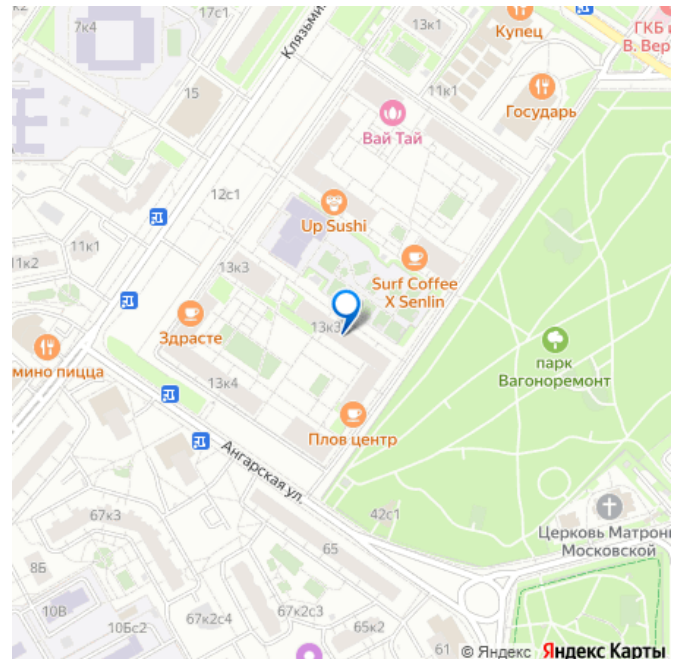 17с1
7к4
Клязьми
13к1
Купец
ГКБ и
В. Вер
15
11к1
Государь
Вай Тай
12с1
Up Sushi
11к1
11к2
13к3
Surf Coffee
X Senlin
Здрасте
13к3
парк
Вагоноремонт
мино пицца
13к4
Плов центр
Ангарская ул.
67к3
42с1
Церковь Матрон
Московской
65
8Б
10В
10Бс2
67к2с4
67к2с3
65к2
61
© Яндекс Яндекс Карты